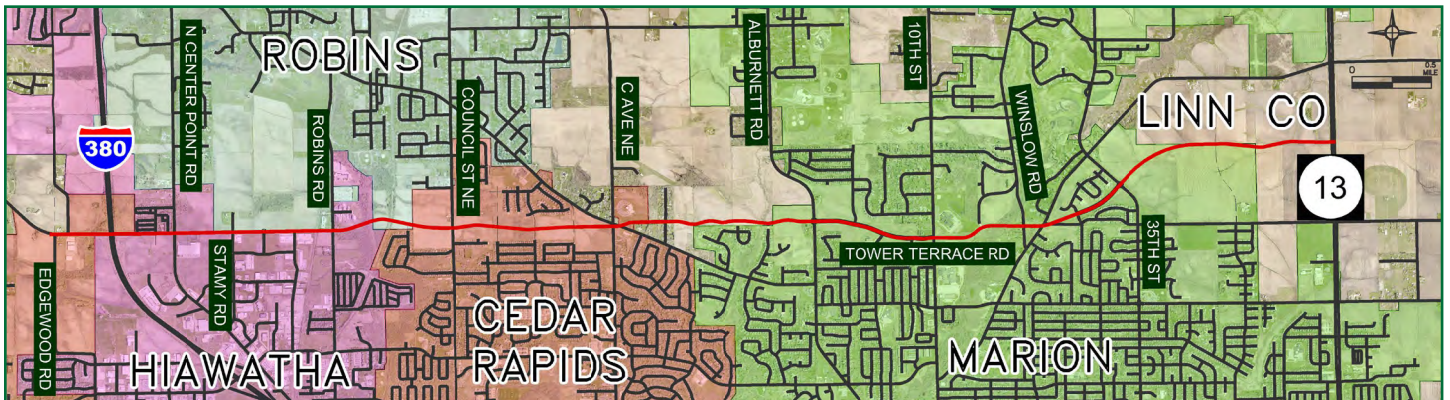 ROBINS
N CENTER POINT RD
ROBINS RD
COUNCIL ST NE
C AVE NE
ALBURNETT RD
10TH ST
WINSLOW RD
0
0.5
MILE
LINN CO
380
13
EDGEWOOD RD
STAMY RD
TOWER TERRACE RD
35TH ST
HIAWATHA
CEDAR
RAPIDS
MARION